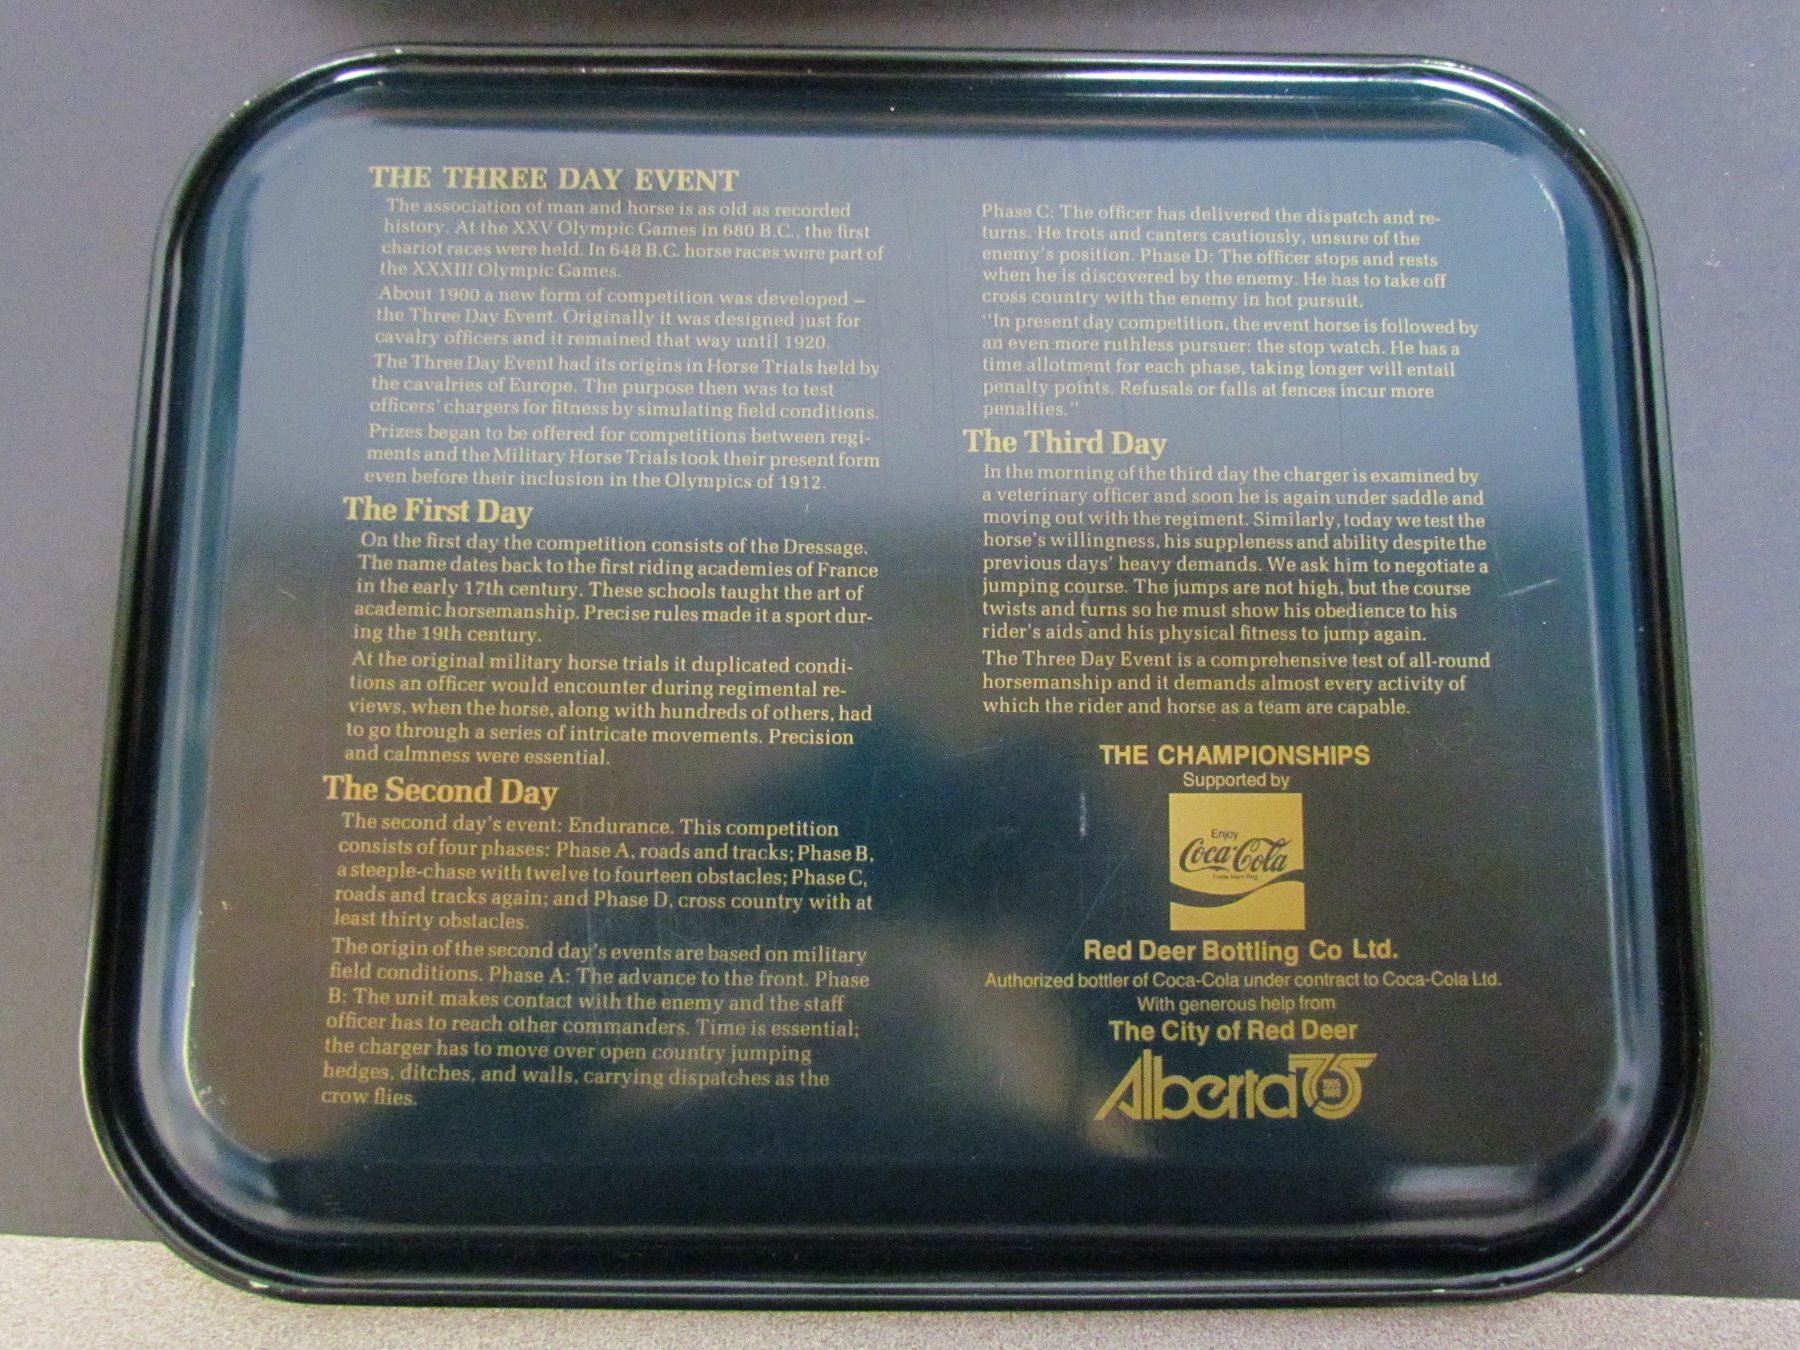 THE THREE DAY EVENT
The association of man and horse is as old as recorded
history. At the XXV Olympic Games in 680 B.C., the first
chariot races were held. In 648 B.C. horse races were part of
the XXXIII Olympic Games.
About 1900 a new form of competition was developed –
the Three Day Event. Originally it was designed just for
cavalry officers and it remained that way until 1920.
The Three Day Event had its origins in Horse Trials held by
the cavalries of Europe. The purpose then was to test
officers' chargers for fitness by simulating field conditions.
Prizes began to be offered for competitions between regi-
ments and the Military Horse Trials took their present form
even before their inclusion in the Olympics of 1912.
The First Day
On the first day the competition consists of the Dressage.
The name dates back to the first riding academies of France
in the early 17th century. These schools taught the art of
academic horsemanship. Precise rules made it a sport dur-
ing the 19th century.
At the original military horse trials it duplicated condi-
tions an officer would encounter during regimental re-
views, when the horse, along with hundreds of others, had
to go through a series of intricate movements. Precision
and calmness were essential.
The Second Day
The second day's event: Endurance. This competition
consists of four phases: Phase A, roads and tracks; Phase B,
a steeple-chase with twelve to fourteen obstacles; Phase C,
roads and tracks again; and Phase D, cross country with at
least thirty obstacles.
The origin of the second day's events are based on military
field conditions. Phase A: The advance to the front. Phase
B: The unit makes contact with the enemy and the staff
officer has to reach other commanders. Time is essential;
the charger has to move over open country jumping
hedges, ditches, and walls, carrying dispatches as the
crow flies.
Phase C: The officer has delivered the dispatch and re-
turns. He trots and canters cautiously, unsure of the
enemy's position. Phase D: The officer stops and rests
when he is discovered by the enemy. He has to take off
cross country with the enemy in hot pursuit.
"In present day competition, the event horse is followed by
an even more ruthless pursuer: the stop watch. He has a
time allotment for each phase, taking longer will entail
penalty points. Refusals or falls at fences incur more
penalties."
The Third Day
In the morning of the third day the charger is examined by
a veterinary officer and soon he is again under saddle and
moving out with the regiment. Similarly, today we test the
horse's willingness, his suppleness and ability despite the
previous days' heavy demands. We ask him to negotiate a
jumping course. The jumps are not high, but the course
twists and turns so he must show his obedience to his
rider's aids and his physical fitness to jump again.
The Three Day Event is a comprehensive test of all-round
horsemanship and it demands almost every activity of
which the rider and horse as a team are capable.
THE CHAMPIONSHIPS
Supported by
Enjoy
Coca-Cola
Trade Mark Reg.
Red Deer Bottling Co Ltd.
Authorized bottler of Coca-Cola under contract to Coca-Cola Ltd.
With generous help from
The City of Red Deer
Alberta 75
1905
1980